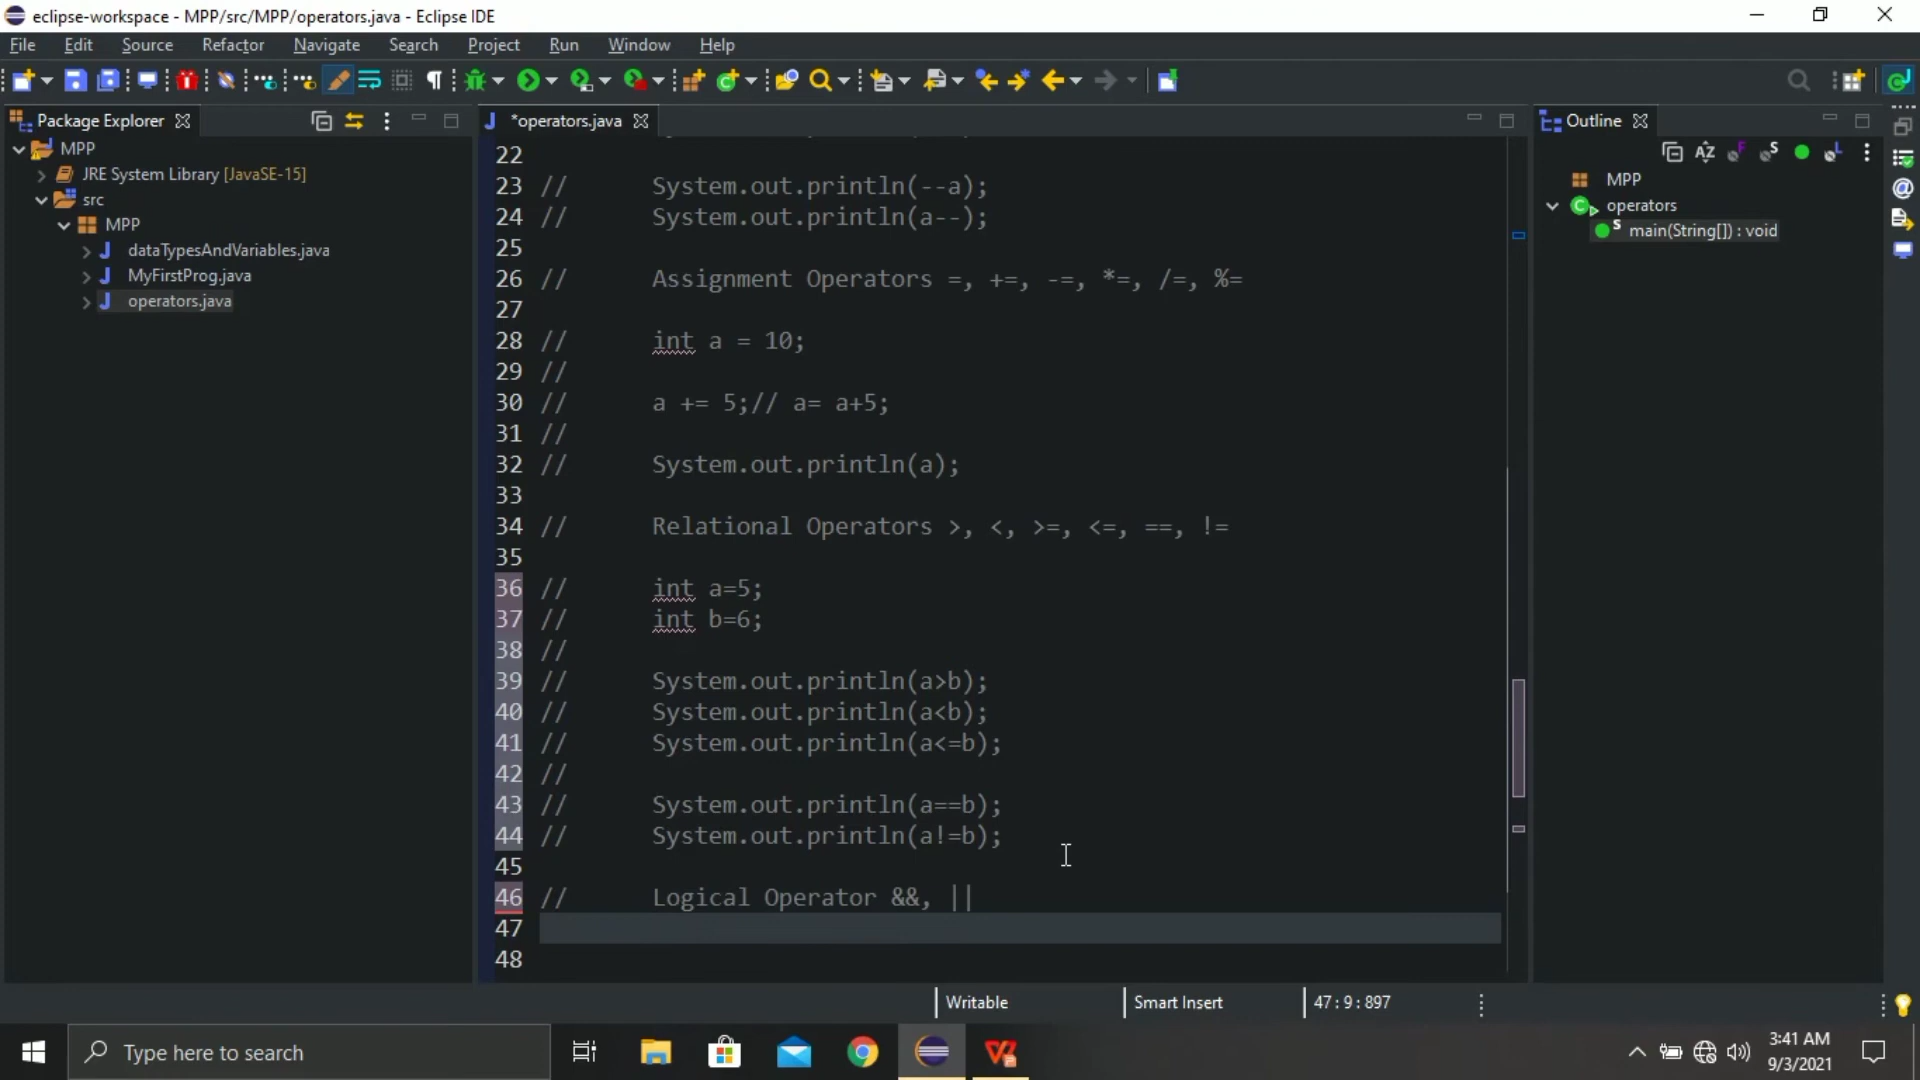 eclipse-workspace - MPP/src/MPP/operators.java - Eclipse IDE
File Edit Source Refactor Navigate Search Project Run Window Help
Package Explorer
MPP
JRE System Library [JavaSE-15]
src
MPP
dataTypesAndVariables.java
MyFirstProg.java
operators.java
*operators.java
22
23 // System.out.println(--a);
24 // System.out.println(a--);
25
26 // Assignment Operators =, +=, -=, *=, /=, %=
27
28 // int a = 10;
29 //
30 // a += 5;// a= a+5;
31 //
32 // System.out.println(a);
33
34 // Relational Operators >, <, >=, <=, ==, !=
35
36 // int a=5;
37 // int b=6;
38 //
39 // System.out.println(a>b);
40 // System.out.println(a<b);
41 // System.out.println(a<=b);
42 //
43 // System.out.println(a==b);
44 // System.out.println(a!=b);
45
46 // Logical Operator &&, ||
47
48
Outline
MPP
operators
main(String[]) : void
Writable
Smart Insert
47 : 9 : 897
Type here to search
3:41 AM
9/3/2021